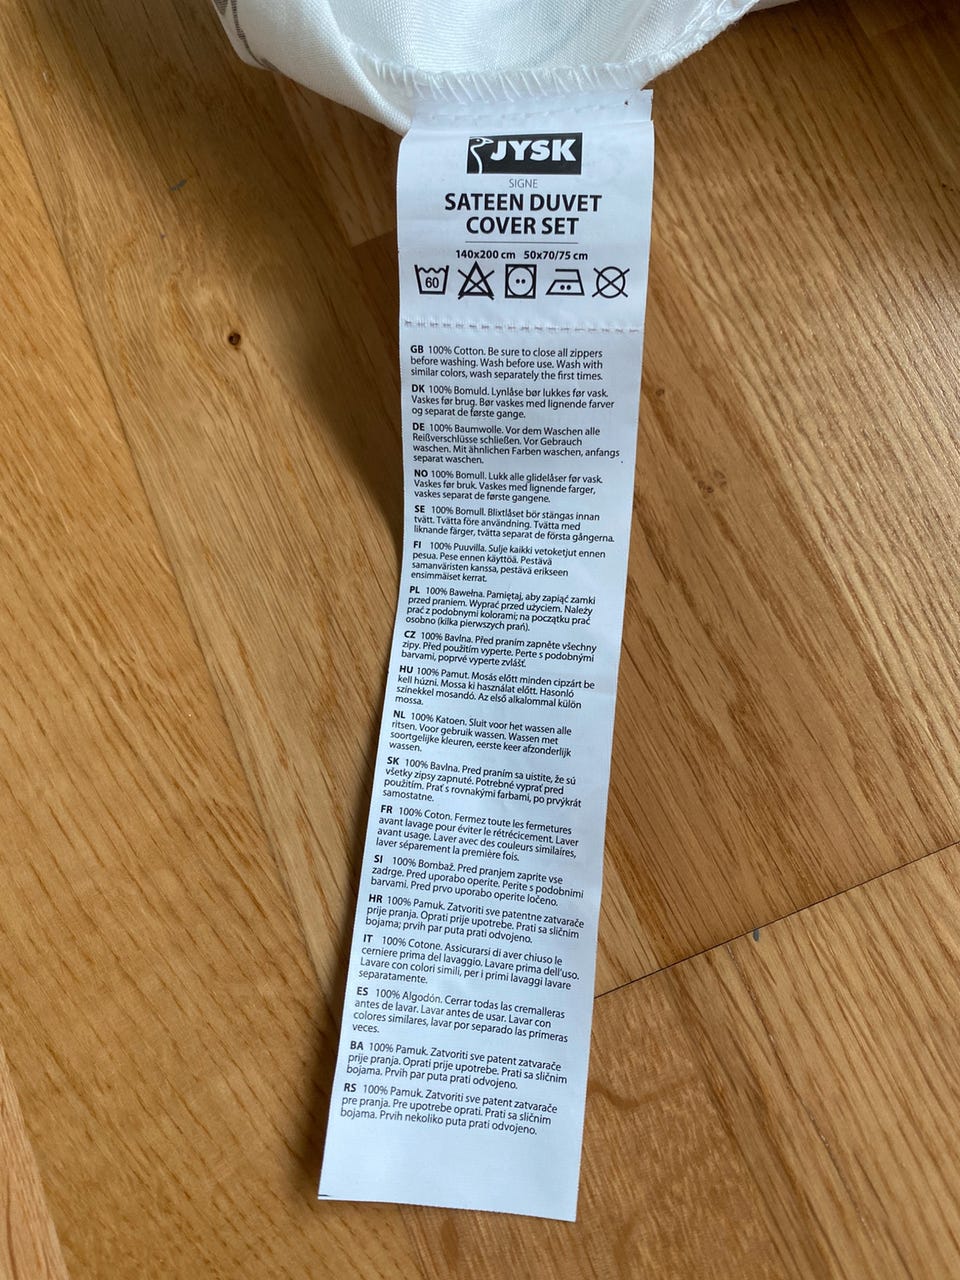 JYSK
SIGNE
SATEEN DUVET
COVER SET
140x200 cm 50x70/75 cm
60
GB 100% Cotton. Be sure to close all zippers
before washing. Wash before use. Wash with
similar colors, wash separately the first times.
DK 100% Bomuld. Lynlåse bør lukkes før vask.
Vaskes før brug. Bør vaskes med lignende farver
og separat de første gange.
DE 100% Baumwolle. Vor dem Waschen alle
Reißverschlüsse schließen. Vor Gebrauch
waschen. Mit ähnlichen Farben waschen, anfangs
separat waschen.
NO 100% Bomull. Lukk alle glidelåser før vask.
Vaskes før bruk. Vaskes med lignende farger,
vaskes separat de første gangene.
SE 100% Bomull. Blixtlåset bör stängas innan
tvätt. Tvätta före användning. Tvätta med
liknande färger, tvätta separat de första gångerna.
FI 100% Puuvilla. Sulje kaikki vetoketjut ennen
pesua. Pese ennen käyttöä. Pestävä
samanväristen kanssa, pestävä erikseen
ensimmäiset kerrat.
PL 100% Bawełna. Pamiętaj, aby zapiąć zamki
przed praniem. Wyprać przed użyciem. Należy
prać z podobnymi kolorami; na początku prać
osobno (kilka pierwszych prań).
CZ 100% Bavlna. Před praním zapněte všechny
zipy. Před použitím vyperte. Perte s podobnými
barvami, poprvé vyperte zvlášť.
HU 100% Pamut. Mosás előtt minden cipzárt be
kell húzni. Mossa ki használat előtt. Hasonló
színekkel mosandó. Az első alkalommal külön
mossa.
NL 100% Katoen. Sluit voor het wassen alle
ritsen. Voor gebruik wassen. Wassen met
soortgelijke kleuren, eerste keer afzonderlijk
wassen.
SK 100% Bavlna. Pred praním sa uistite, že sú
všetky zipsy zapnuté. Potrebné vyprať pred
použitím. Prať s rovnakými farbami, po prvýkrát
samostatne.
FR 100% Coton. Fermez toute les fermetures
avant lavage pour éviter le rétrécicement. Laver
avant usage. Laver avec des couleurs similaires,
laver séparement la première fois.
SI 100% Bombaž. Pred pranjem zaprite vse
zadrge. Pred uporabo operite. Perite s podobnimi
barvami. Pred prvo uporabo operite ločeno.
HR 100% Pamuk. Zatvoriti sve patentne zatvarače
prije pranja. Oprati prije upotrebe. Prati sa sličnim
bojama; prvih par puta prati odvojeno.
IT 100% Cotone. Assicurarsi di aver chiuso le
cerniere prima del lavaggio. Lavare prima dell'uso.
Lavare con colori simili, per i primi lavaggi lavare
separatamente.
ES 100% Algodón. Cerrar todas las cremalleras
antes de lavar. Lavar antes de usar. Lavar con
colores similares, lavar por separado las primeras
veces.
BA 100% Pamuk. Zatvoriti sve patent zatvarače
prije pranja. Oprati prije upotrebe. Prati sa sličnim
bojama. Prvih par puta prati odvojeno.
RS 100% Pamuk. Zatvoriti sve patent zatvarače
pre pranja. Pre upotrebe oprati. Prati sa sličnim
bojama. Prvih nekoliko puta prati odvojeno.